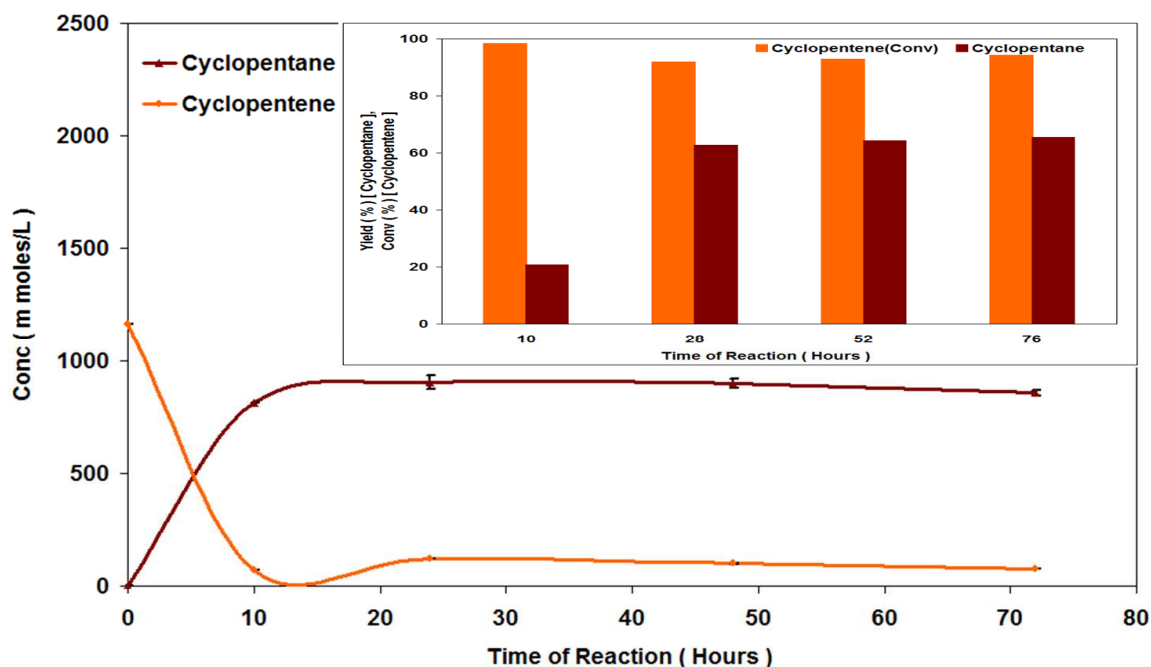 2500
2000
1500
1000
500
0
Conc ( m moles/L )
Cyclopentane
Cyclopentene
0 10 20 30 40 50 60 70 80
Time of Reaction ( Hours )
100
80
60
40
20
0
Yield ( % ) [ Cyclopentane ],
Conv ( % ) [ Cyclopentene ]
Cyclopentene(Conv) Cyclopentane
10 28 52 76
Time of Reaction ( Hours )